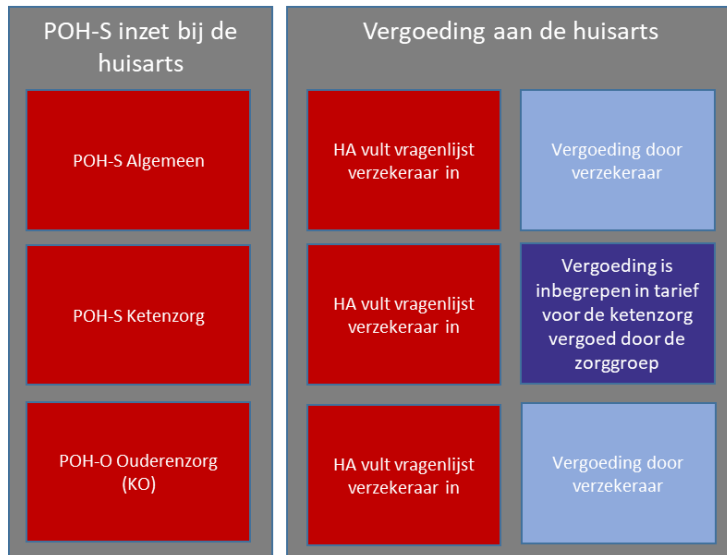 POH-S inzet bij de
huisarts
Vergoeding aan de huisarts
POH-S Algemeen
HA vult vragenlijst
verzekeraar in
Vergoeding door
verzekeraar
POH-S Ketenzorg
HA vult vragenlijst
verzekeraar in
Vergoeding is
inbegrepen in tarief
voor de ketenzorg
vergoed door de
zorggroep
POH-O Ouderenzorg
(KO)
HA vult vragenlijst
verzekeraar in
Vergoeding door
verzekeraar